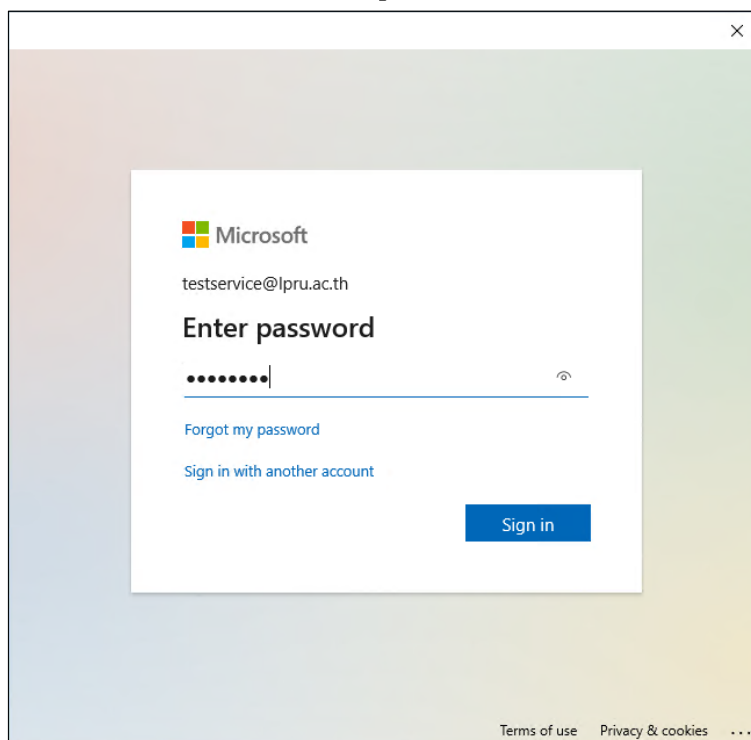 Microsoft
testservice@lpru.ac.th
Enter password
••••••••
Forgot my password
Sign in with another account
Sign in
Terms of use Privacy & cookies ...